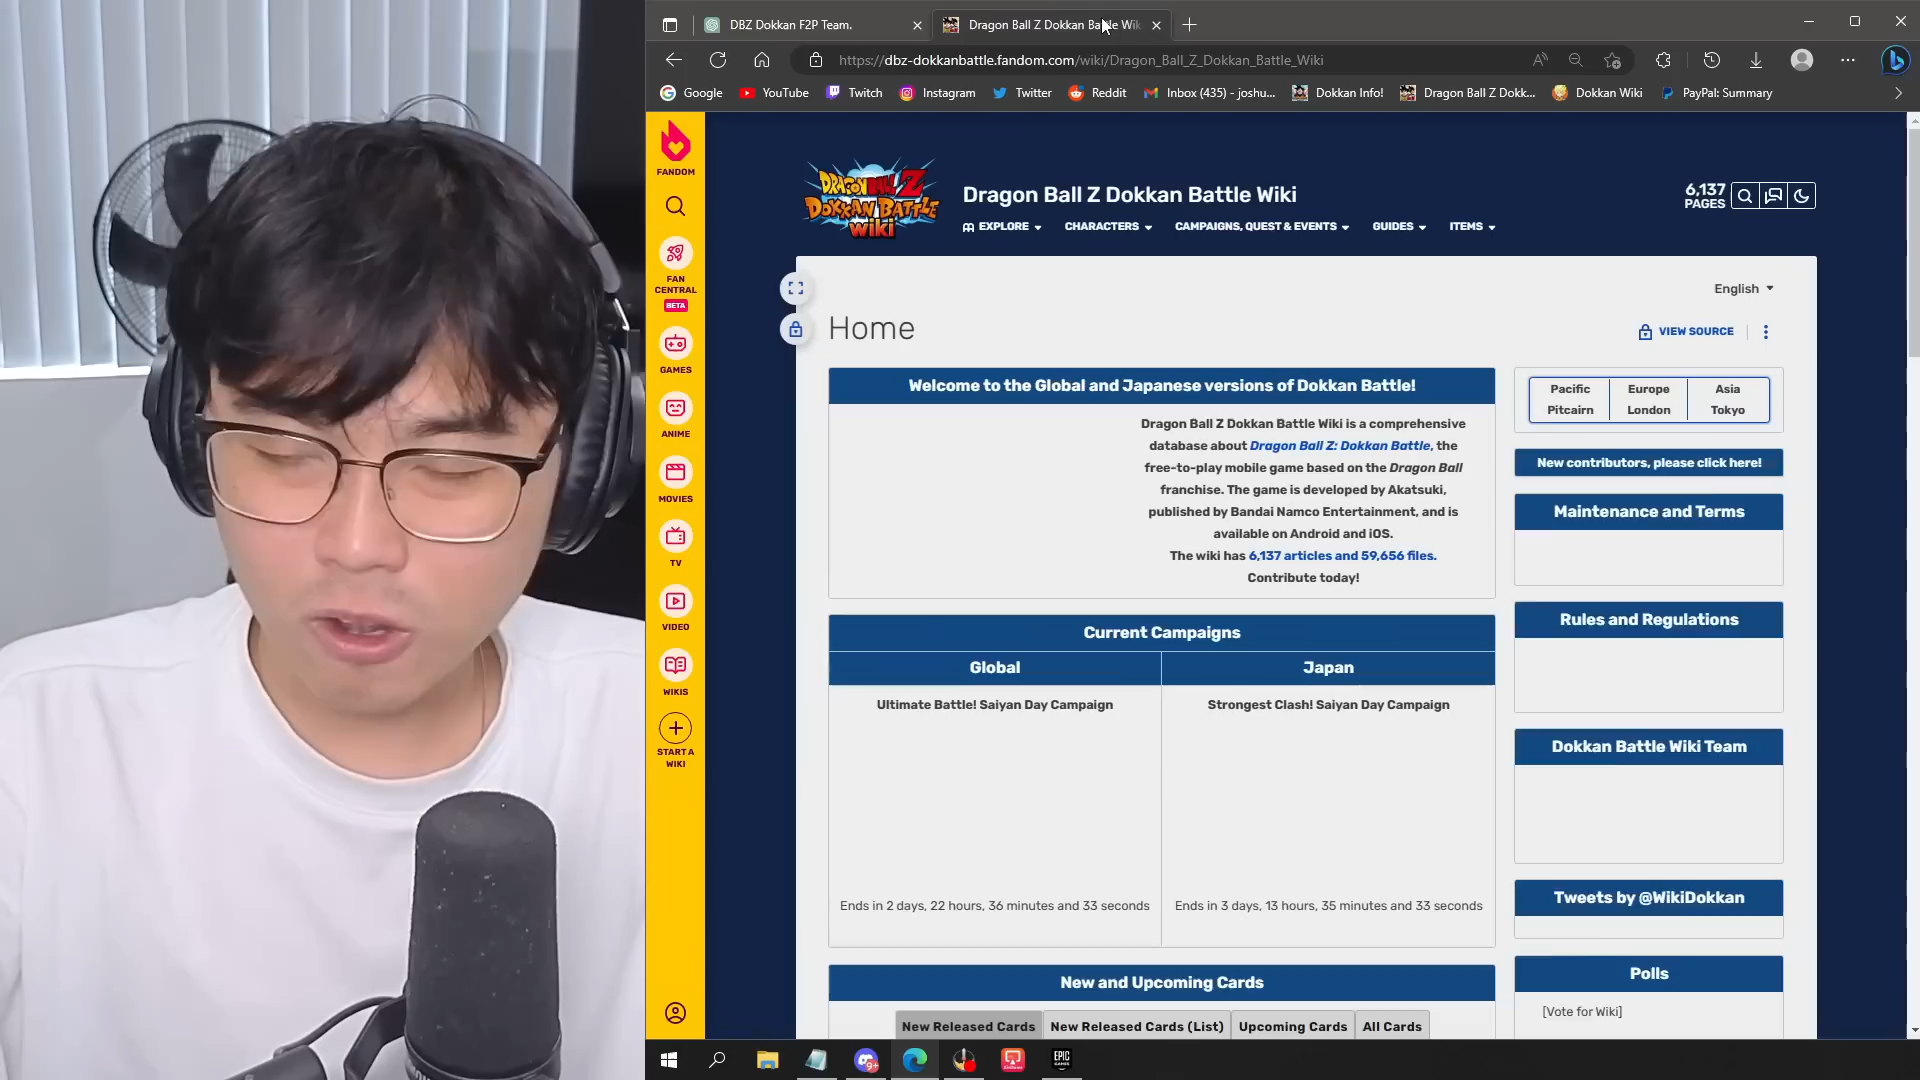 DBZ Dokkan F2P Team.
Dragon Ball Z Dokkan Battle Wik
https://dbz-dokkanbattle.fandom.com/wiki/Dragon_Ball_Z_Dokkan_Battle_Wiki
Google
YouTube
Twitch
Instagram
Twitter
Reddit
Inbox (435) - joshu...
Dokkan Info!
Dragon Ball Z Dokk...
Dokkan Wiki
PayPal: Summary
FANDOM
FAN CENTRAL
BETA
GAMES
ANIME
MOVIES
TV
VIDEO
WIKIS
START A WIKI
DRAGON BALL Z
DOKKAN BATTLE
WIKI
Dragon Ball Z Dokkan Battle Wiki
6,137
PAGES
EXPLORE
CHARACTERS
CAMPAIGNS, QUEST & EVENTS
GUIDES
ITEMS
English
Home
VIEW SOURCE
Welcome to the Global and Japanese versions of Dokkan Battle!
Dragon Ball Z Dokkan Battle Wiki is a comprehensive
database about Dragon Ball Z: Dokkan Battle, the
free-to-play mobile game based on the Dragon Ball
franchise. The game is developed by Akatsuki,
published by Bandai Namco Entertainment, and is
available on Android and iOS.
The wiki has 6,137 articles and 59,656 files.
Contribute today!
Current Campaigns
Global
Japan
Ultimate Battle! Saiyan Day Campaign
Strongest Clash! Saiyan Day Campaign
Ends in 2 days, 22 hours, 36 minutes and 33 seconds
Ends in 3 days, 13 hours, 35 minutes and 33 seconds
New and Upcoming Cards
New Released Cards
New Released Cards (List)
Upcoming Cards
All Cards
Pacific
Pitcairn
Europe
London
Asia
Tokyo
New contributors, please click here!
Maintenance and Terms
Rules and Regulations
Dokkan Battle Wiki Team
Tweets by @WikiDokkan
Polls
[Vote for Wiki]
9+
EPIC
GAMES